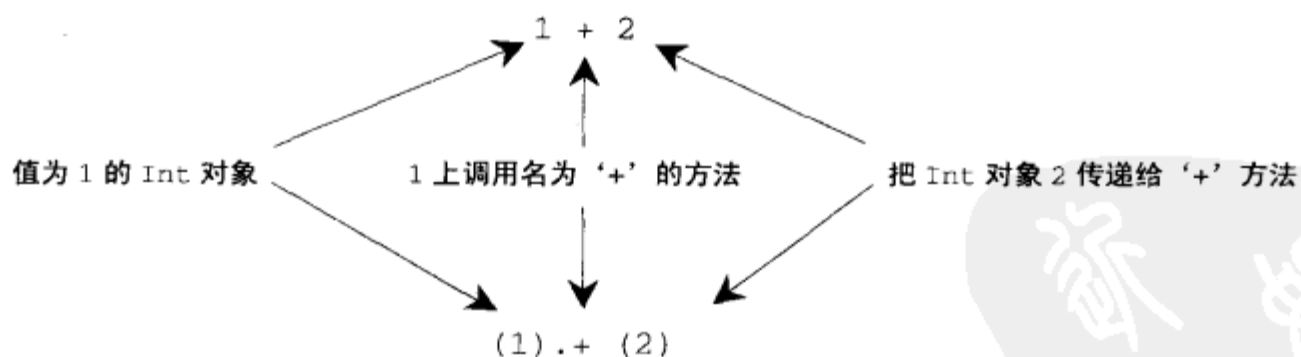 1 + 2
值为 1 的 Int 对象
1 上调用名为 ‘+’ 的方法
把 Int 对象 2 传递给 ‘+’ 方法
(1).+ (2)